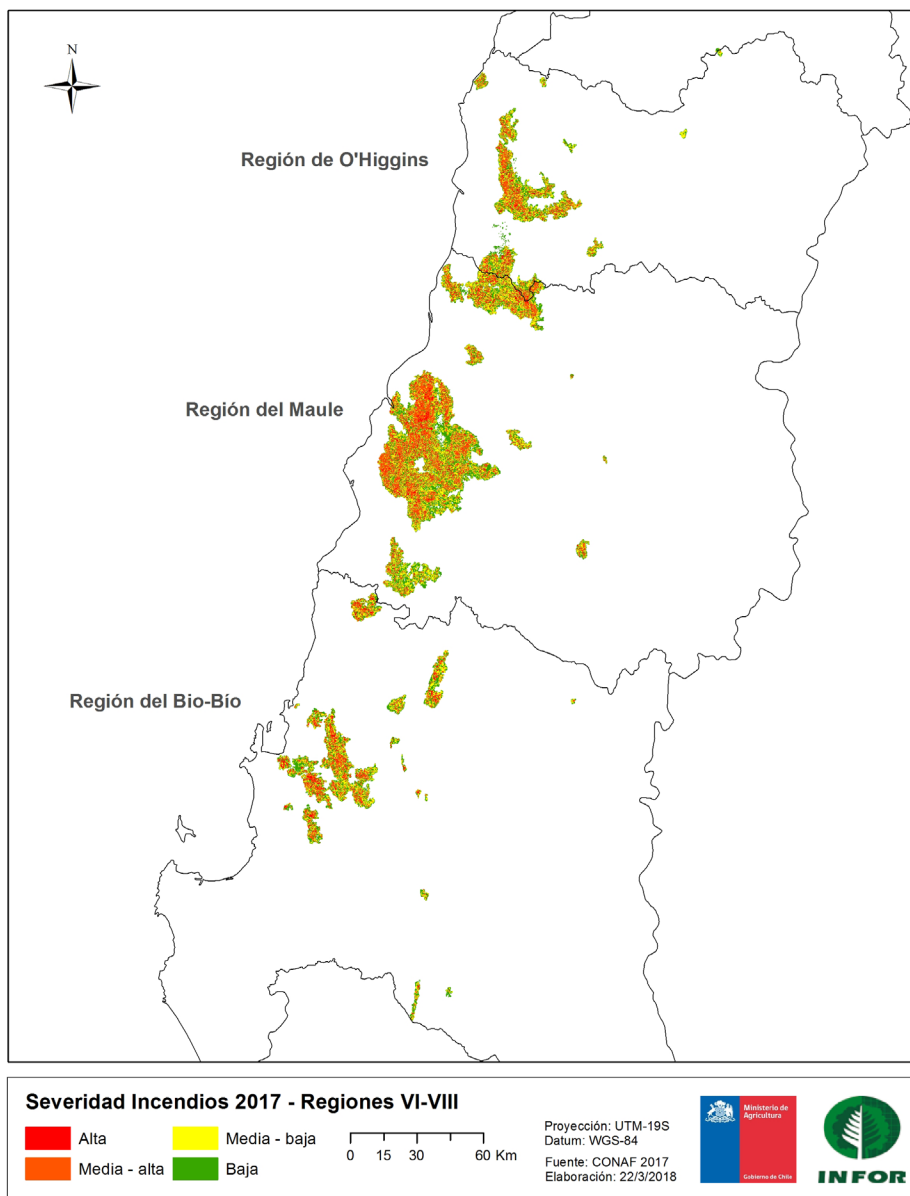 N
Región de O'Higgins
Región del Maule
Región del Bio-Bío
Severidad Incendios 2017 - Regiones VI-VIII
Alta
Media - alta
Media - baja
Baja
0 15 30 60 Km
Proyección: UTM-19S
Datum: WGS-84
Fuente: CONAF 2017
Elaboración: 22/3/2018
Ministerio de
Agricultura
Gobierno de Chile
INFOR